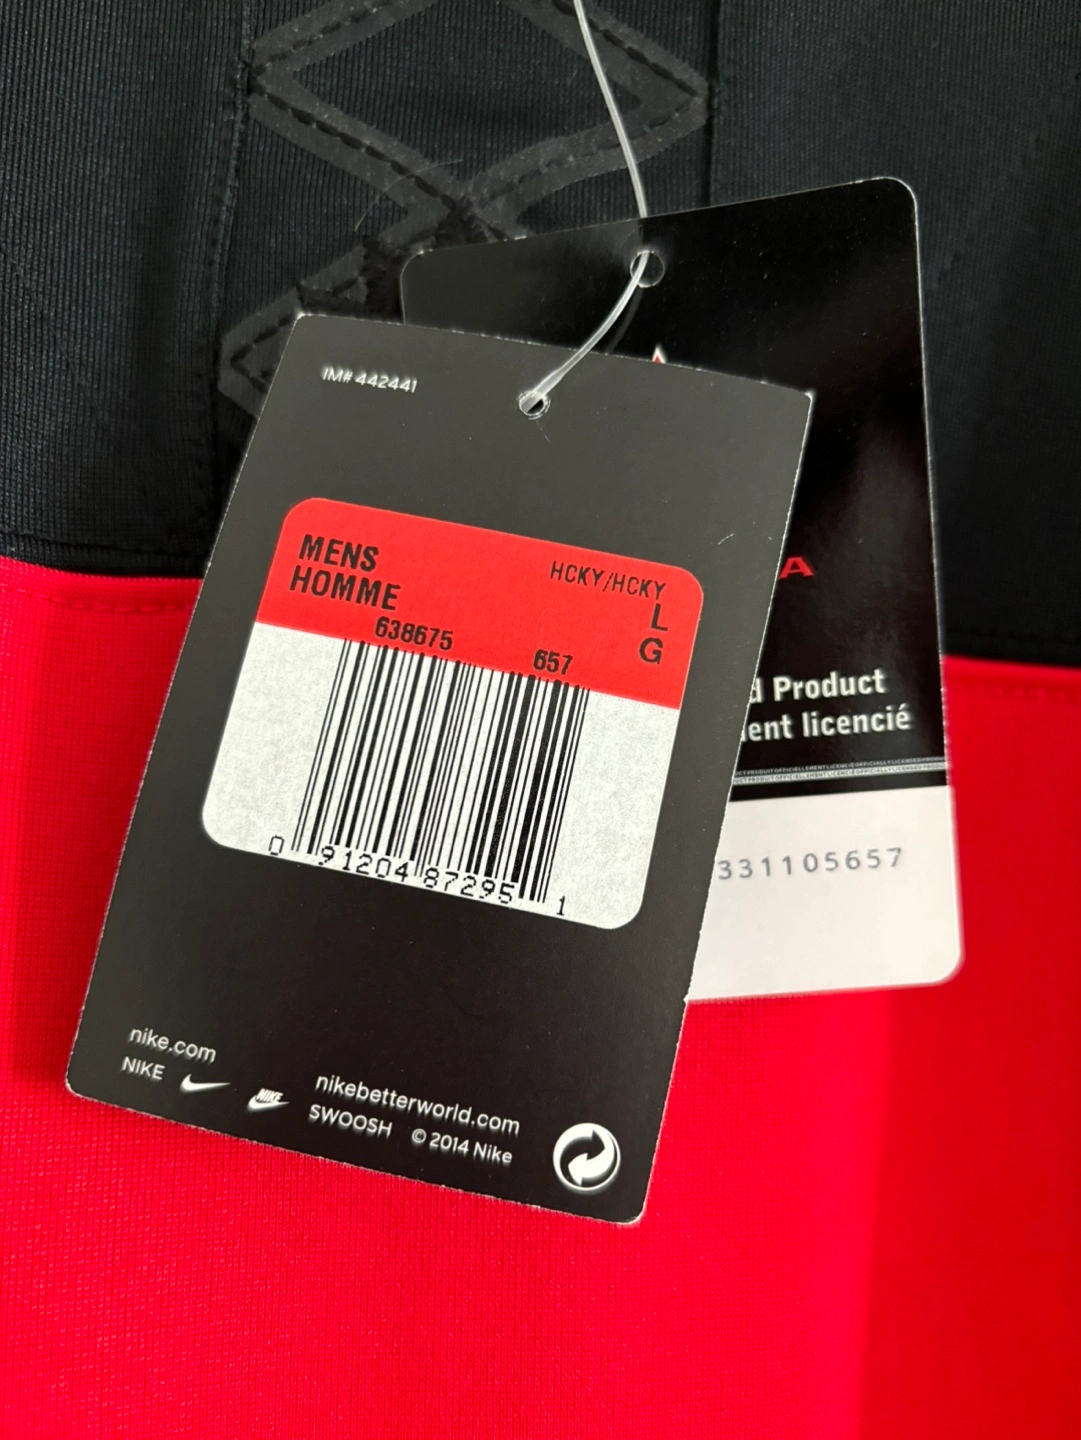 IM# 442441
MENS
HOMME
HCKY/HCKY
L
G
638675
657
0 91204 87295 1
nike.com
NIKE
NIKE
nikebetterworld.com
SWOOSH © 2014 Nike
A
Product
licencié
331105657